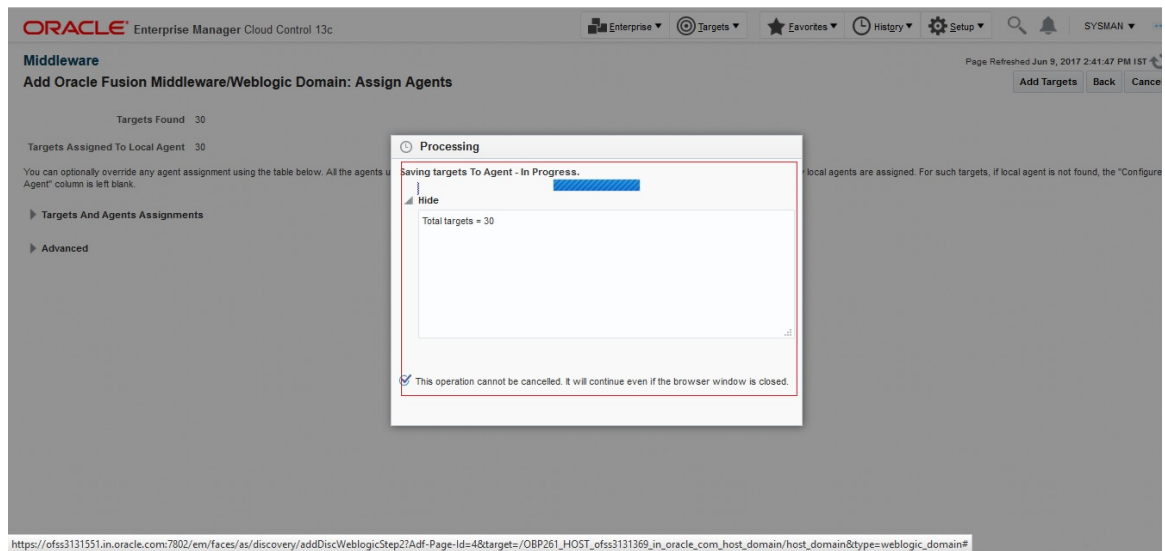 ORACLE Enterprise Manager Cloud Control 13c
Enterprise Targets Favorites History Setup SYSMAN
Middleware
Page Refreshed Jun 9, 2017 2:41:47 PM IST
Add Oracle Fusion Middleware/Weblogic Domain: Assign Agents
Add Targets Back Cancel
Targets Found 30
Targets Assigned To Local Agent 30
You can optionally override any agent assignment using the table below. All the agents u local agents are assigned. For such targets, if local agent is not found, the "Configure
Agent" column is left blank.
Targets And Agents Assignments
Advanced
Processing
Saving targets To Agent - In Progress.
Hide
Total targets = 30
This operation cannot be cancelled. It will continue even if the browser window is closed.
https://ofss3131551.in.oracle.com:7802/em/faces/as/discovery/addDiscWeblogicStep2?Adf-Page-Id=4&target=/OBP261_HOST_ofss3131369_in_oracle_com_host_domain/host_domain&type=weblogic_domain#